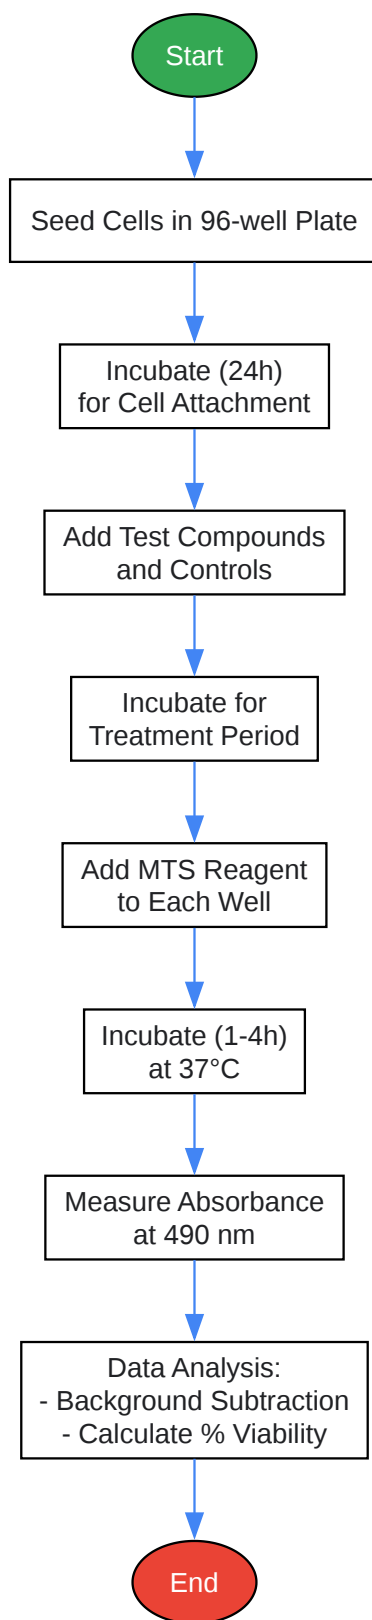 Start
Seed Cells in 96-well Plate
Incubate (24h)
for Cell Attachment
Add Test Compounds
and Controls
Incubate for
Treatment Period
Add MTS Reagent
to Each Well
Incubate (1-4h)
at 37°C
Measure Absorbance
at 490 nm
Data Analysis:
- Background Subtraction
- Calculate % Viability
End